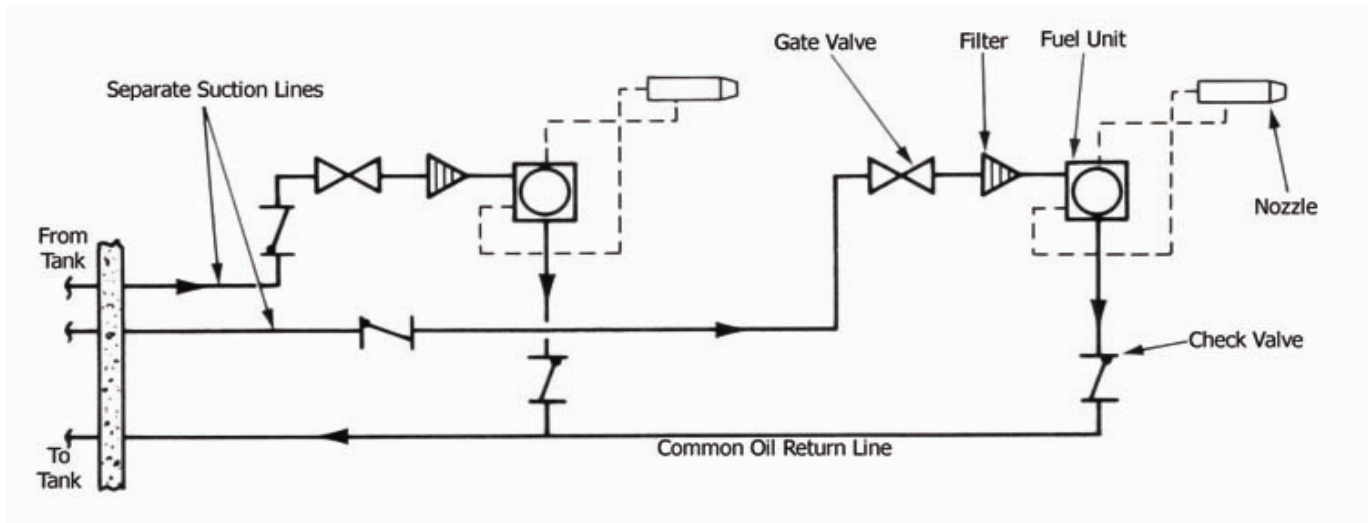 Gate Valve
Filter
Fuel Unit
Separate Suction Lines
Nozzle
From
Tank
Check Valve
Common Oil Return Line
To
Tank